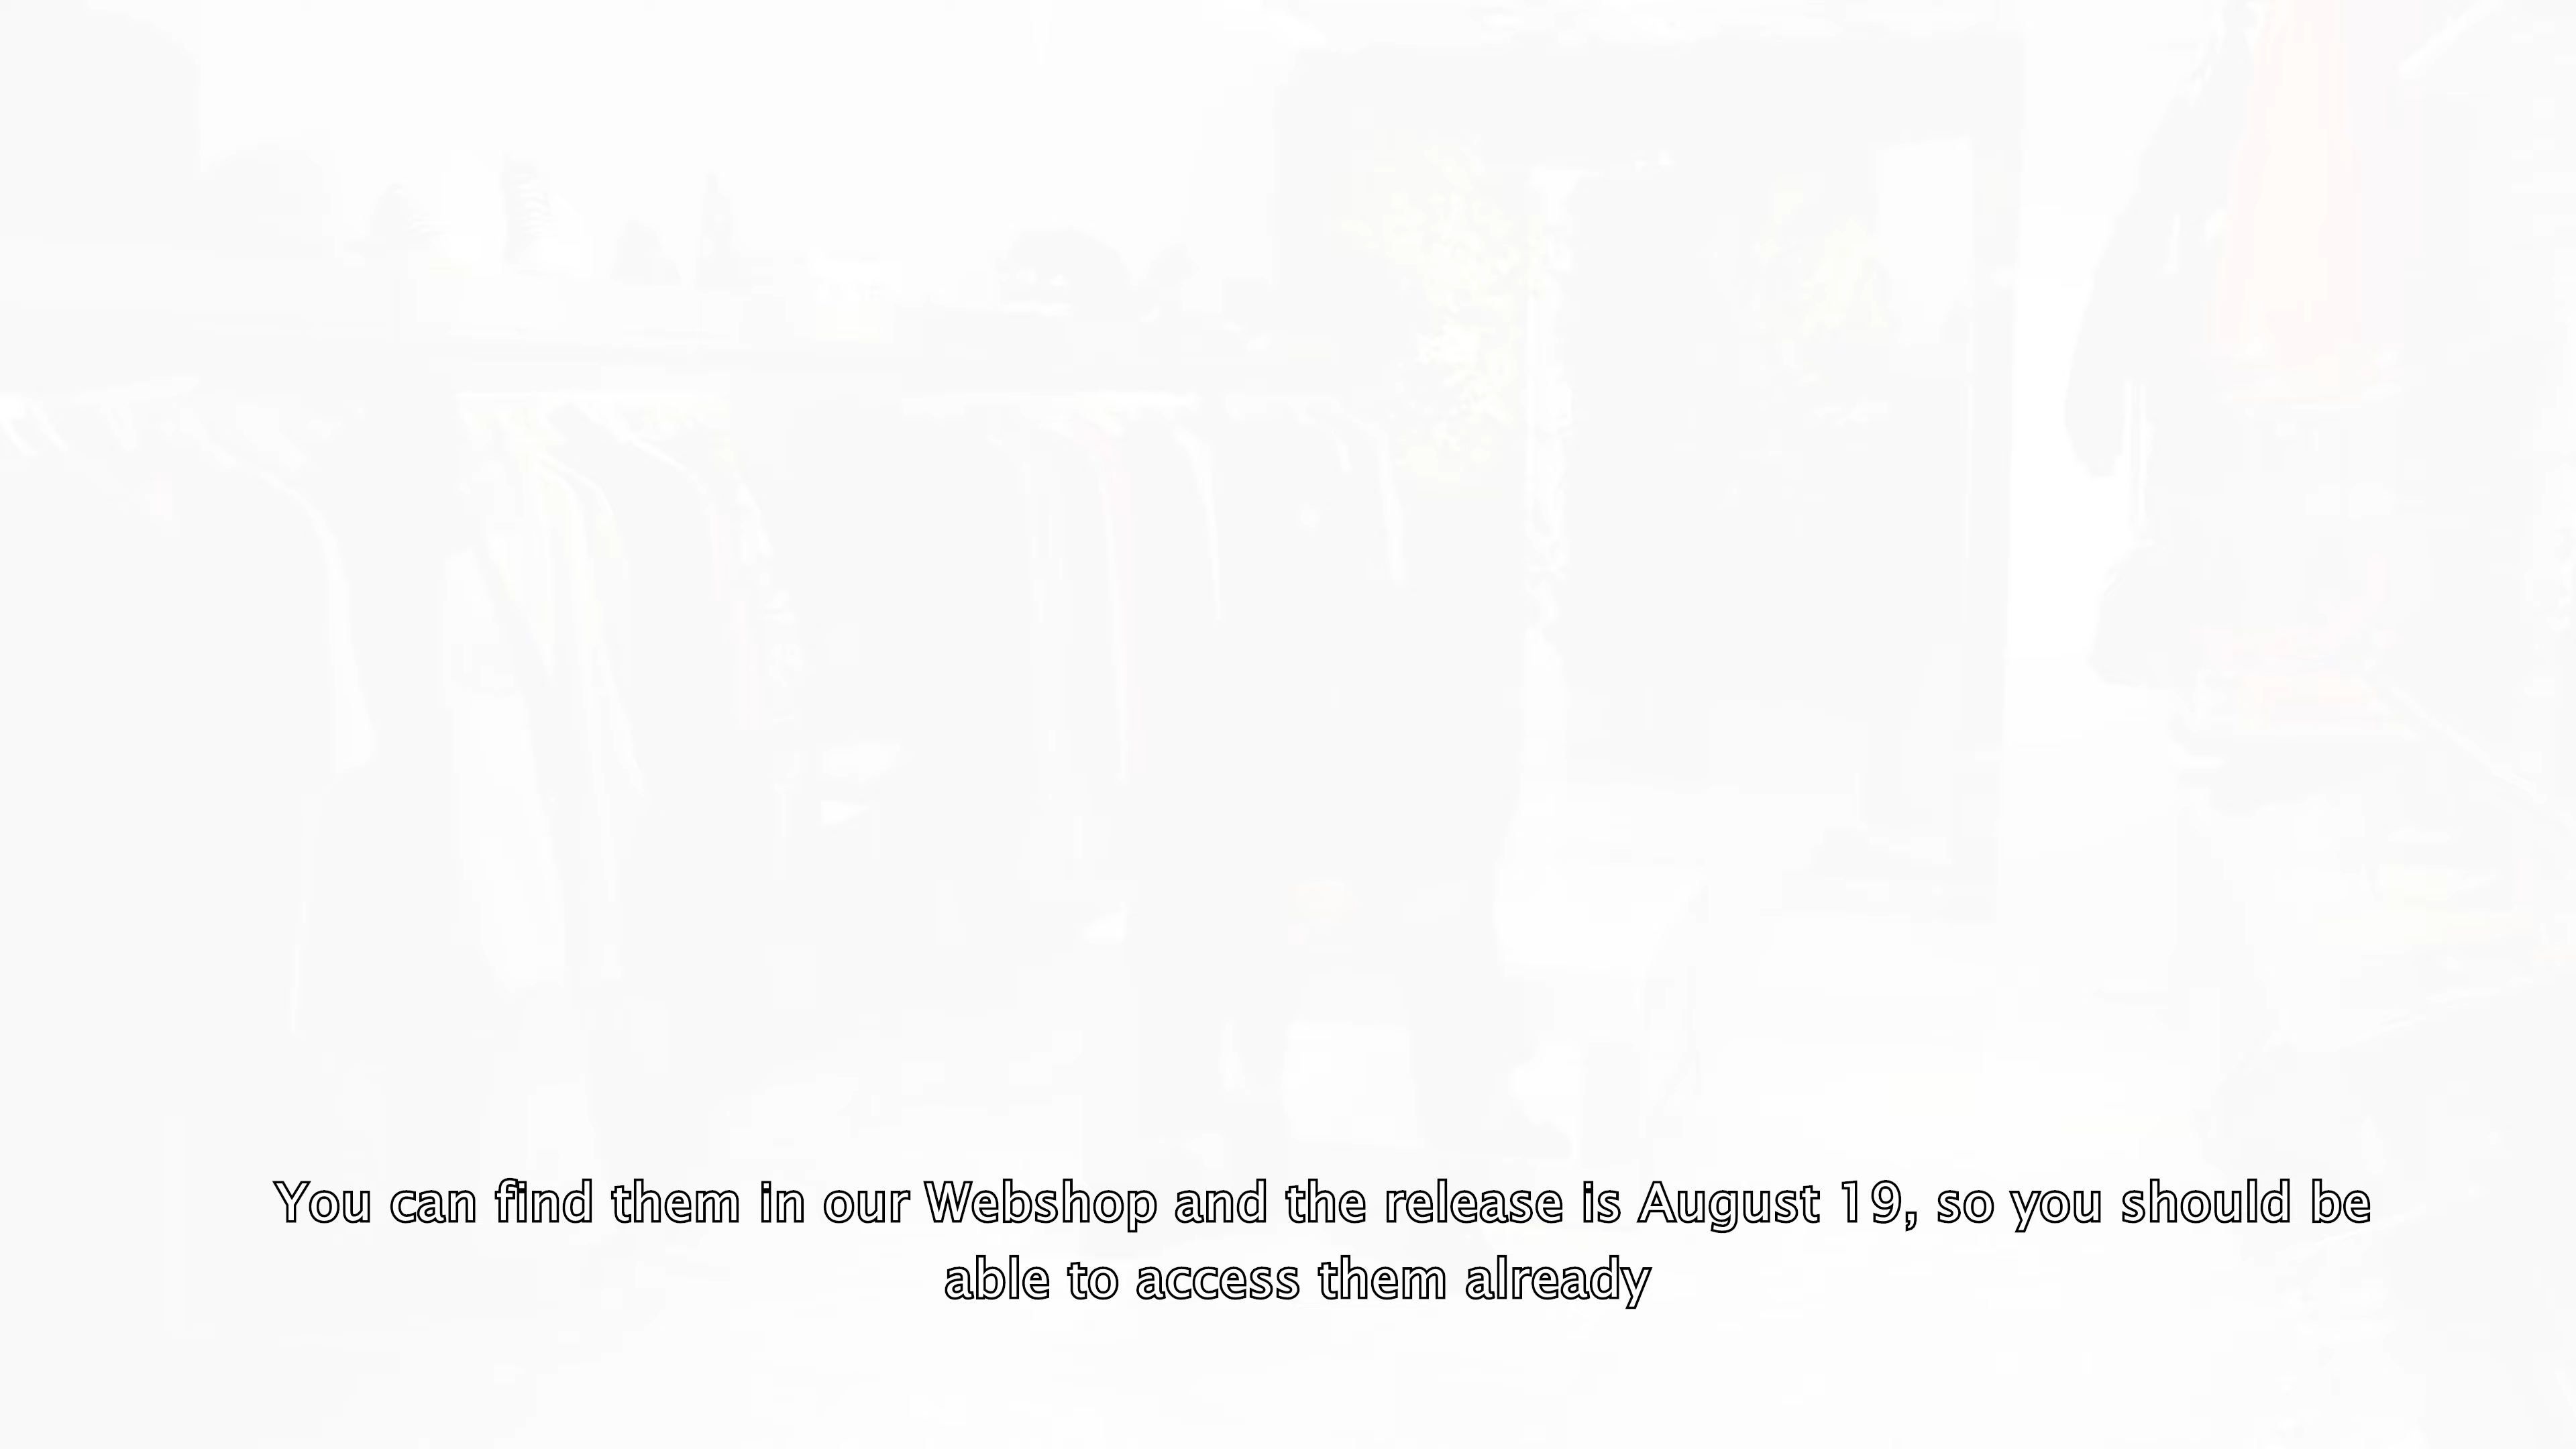 You can find them in our Webshop and the release is August 19, so you should be
able to access them already